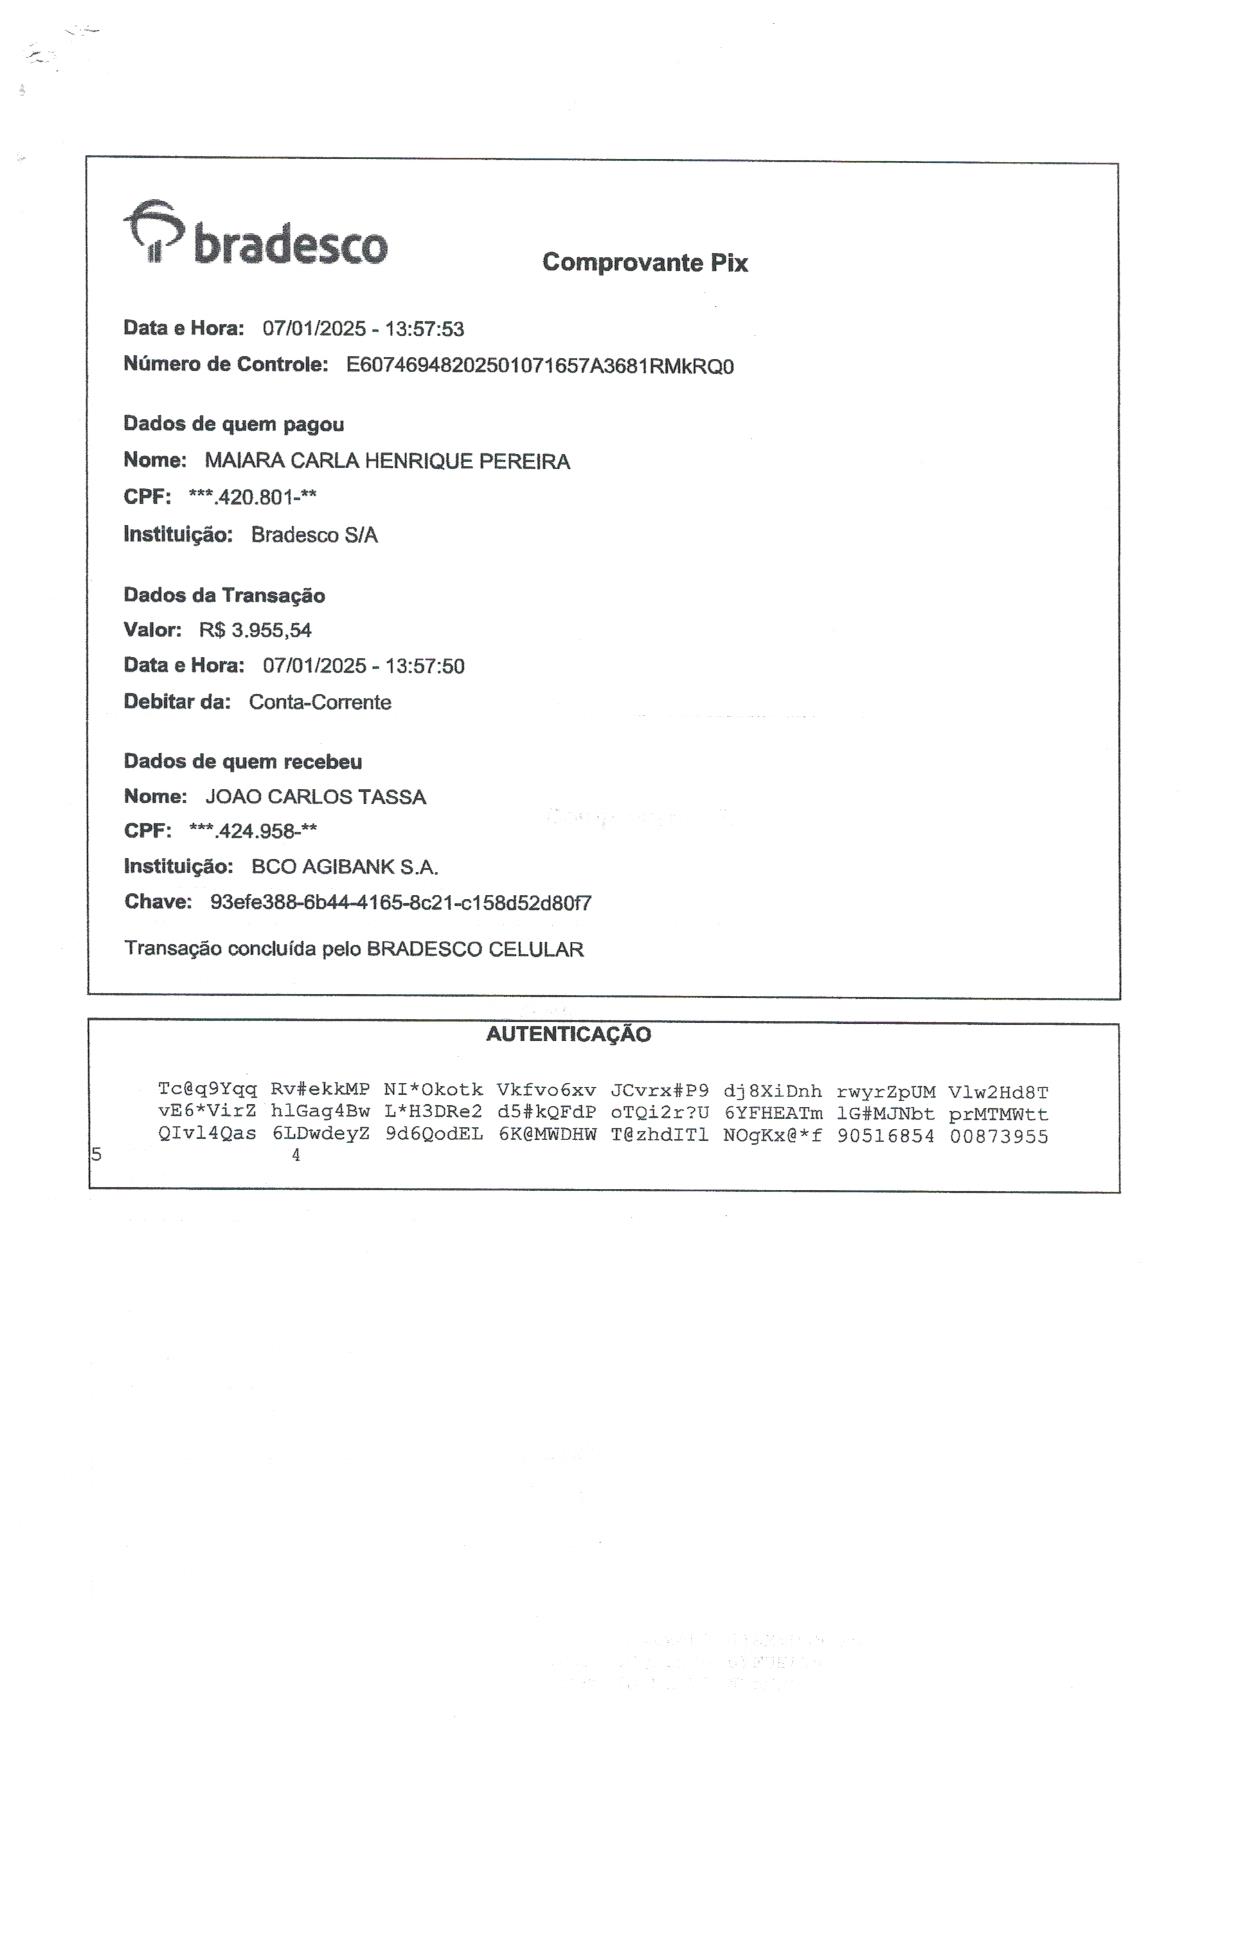 bradesco
Comprovante Pix
Data e Hora: 07/01/2025 - 13:57:53
Número de Controle: E60746948202501071657A3681RMkRQ0
Dados de quem pagou
Nome: MAIARA CARLA HENRIQUE PEREIRA
CPF: ***.420.801-**
Instituição: Bradesco S/A
Dados da Transação
Valor: R$ 3.955,54
Data e Hora: 07/01/2025 - 13:57:50
Debitar da: Conta-Corrente
Dados de quem recebeu
Nome: JOAO CARLOS TASSA
CPF: ***.424.958-**
Instituição: BCO AGIBANK S.A.
Chave: 93efe388-6b44-4165-8c21-c158d52d80f7
Transação concluída pelo BRADESCO CELULAR
AUTENTICAÇÃO
Tc@q9Yqq Rv#ekkMP NI*Okotk Vkfvo6xv JCvrx#P9 dj8XiDnh rwyrZpUM Vlw2Hd8T
vE6*VirZ hlGag4Bw L*H3DRe2 d5#kQFdP oTQi2r?U 6YFHEATm lG#MJNbt prMTMWtt
QIvl4Qas 6LDwdeyZ 9d6QodEL 6K@MWDHW T@zhdITl NOgKx@*f 90516854 00873955
5 4